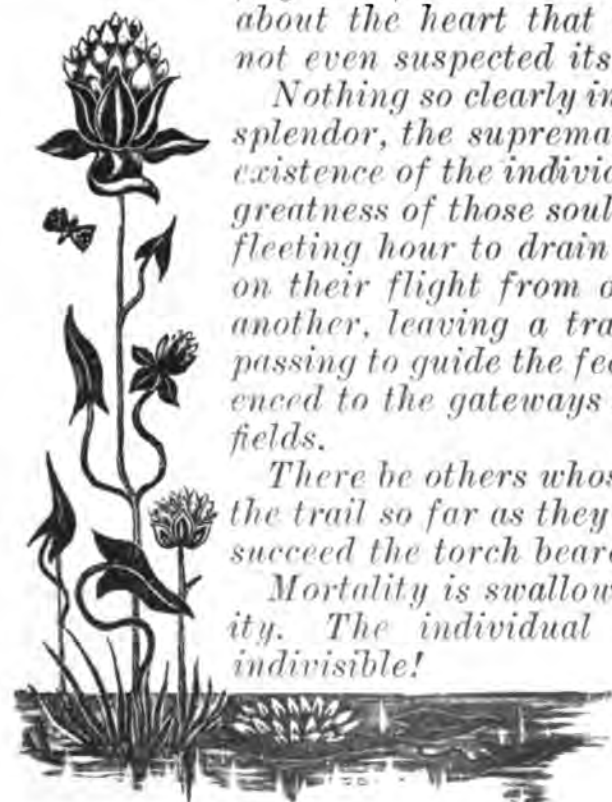 about the heart that
not even suspected its
Nothing so clearly in
splendor, the suprema
existence of the individ
greatness of those soul
fleeting hour to drain
on their flight from o
another, leaving a tra
passing to guide the fee
enced to the gateways
fields.
There be others whos
the trail so far as they
succeed the torch beare
Mortality is swallow
ity. The individual
indivisible!